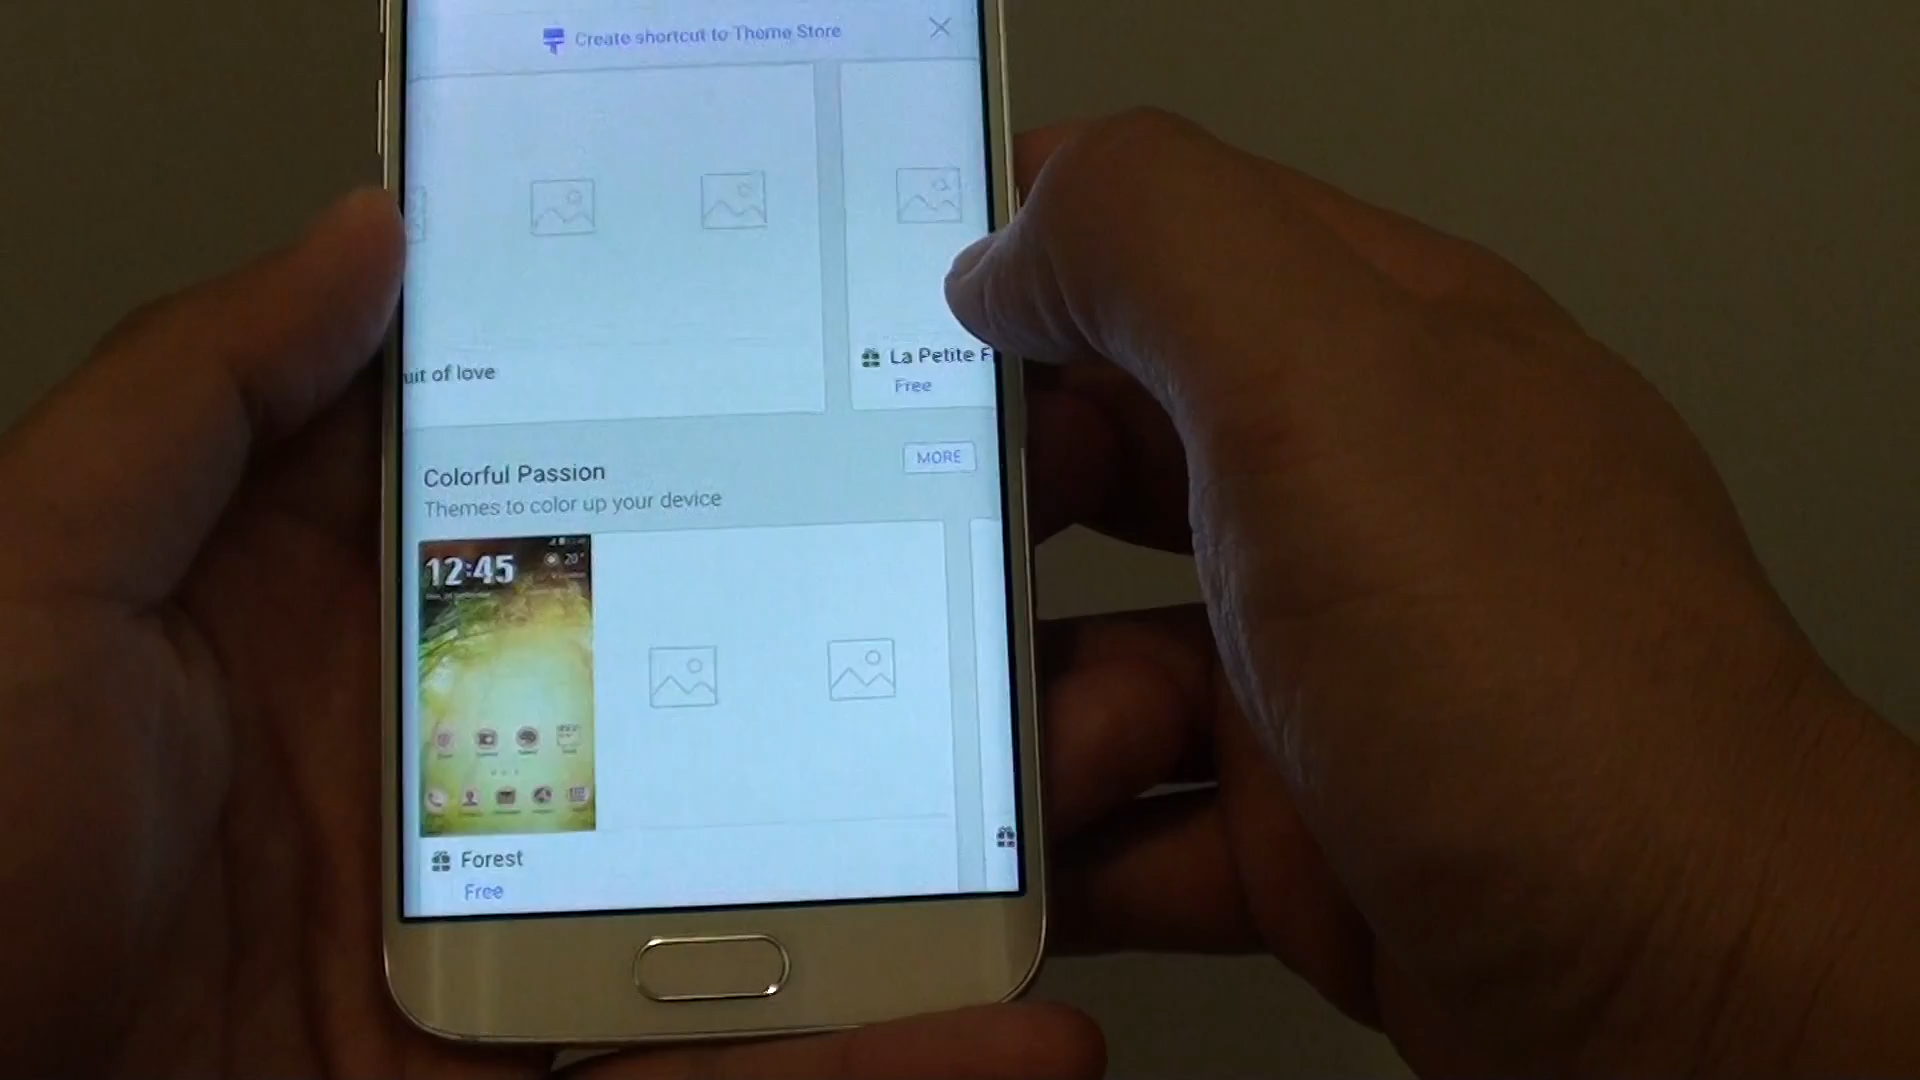 Create shortcut to Theme Store
uit of love
La Petite F
Free
Colorful Passion
MORE
Themes to color up your device
12:45
20°
Forest
Free